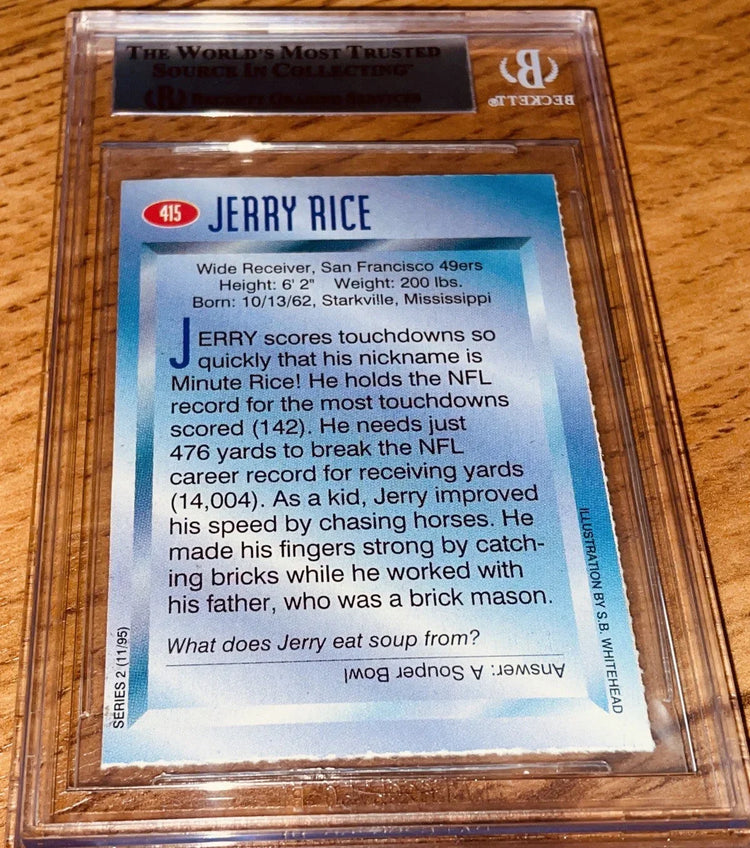 THE WORLD'S MOST TRUSTED
SOURCE IN COLLECTING™
BECKETT GRADING SERVICES
B
BECKETT
415 JERRY RICE
Wide Receiver, San Francisco 49ers
Height: 6' 2" Weight: 200 lbs.
Born: 10/13/62, Starkville, Mississippi
JERRY scores touchdowns so
quickly that his nickname is
Minute Rice! He holds the NFL
record for the most touchdowns
scored (142). He needs just
476 yards to break the NFL
career record for receiving yards
(14,004). As a kid, Jerry improved
his speed by chasing horses. He
made his fingers strong by catch-
ing bricks while he worked with
his father, who was a brick mason.
What does Jerry eat soup from?
Answer: A Souper Bowl
SERIES 2 (11/95)
ILLUSTRATION BY S.B. WHITEHEAD